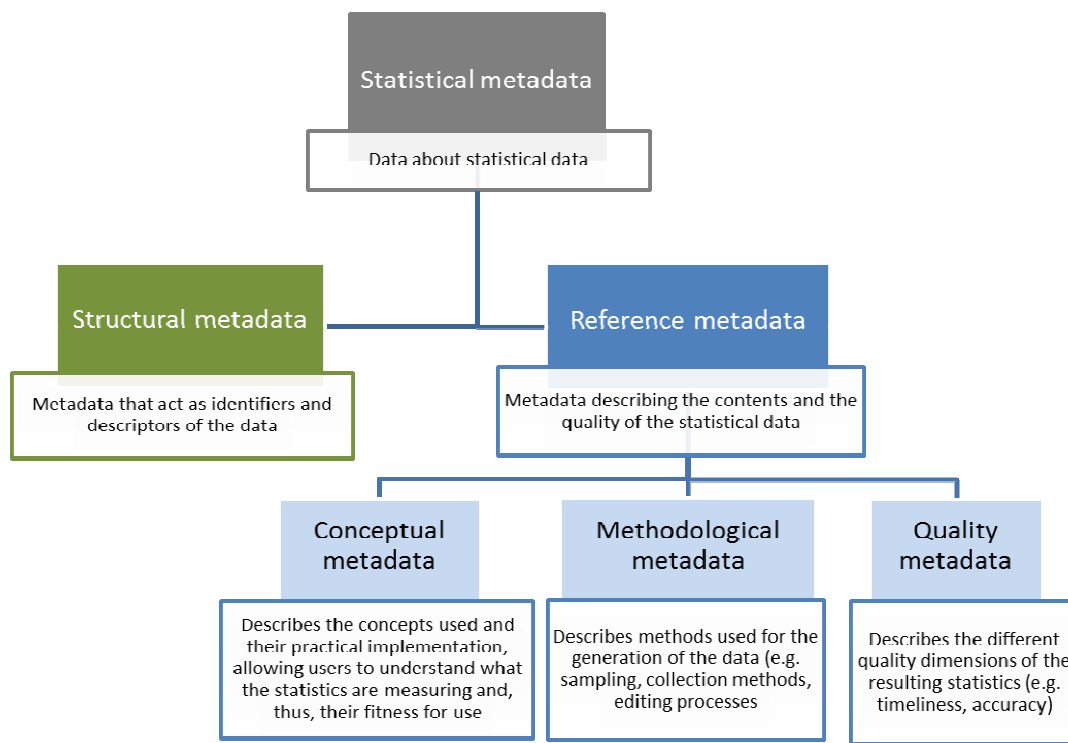 Statistical metadata
Data about statistical data
Structural metadata
Metadata that act as identifiers and
descriptors of the data
Reference metadata
Metadata describing the contents and the
quality of the statistical data
Conceptual
metadata
Describes the concepts used and
their practical implementation,
allowing users to understand what
the statistics are measuring and,
thus, their fitness for use
Methodological
metadata
Describes methods used for the
generation of the data (e.g.
sampling, collection methods,
editing processes
Quality
metadata
Describes the different
quality dimensions of the
resulting statistics (e.g.
timeliness, accuracy)